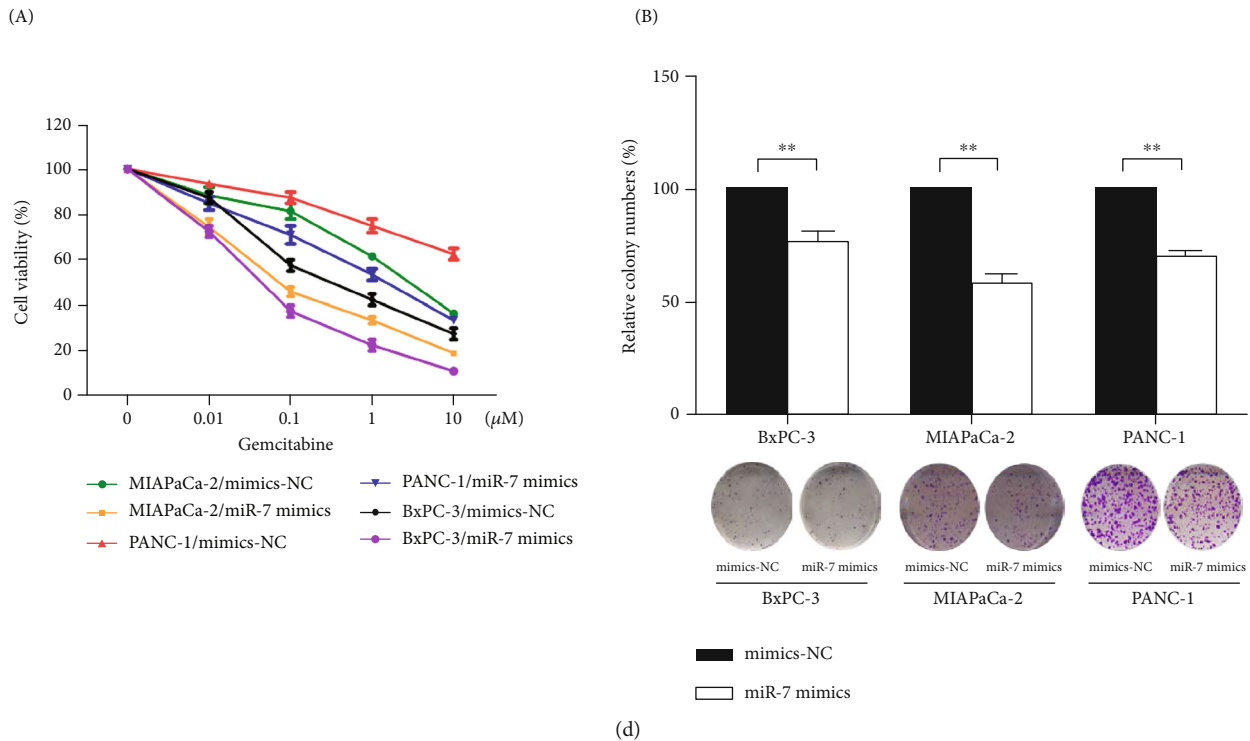 (A)
120
100
80
60
40
20
0
Cell viability (%)
0 0.01 0.1 1 10 (μM)
Gemcitabine
MIAPaCa-2/mimics-NC
MIAPaCa-2/miR-7 mimics
PANC-1/mimics-NC
PANC-1/miR-7 mimics
BxPC-3/mimics-NC
BxPC-3/miR-7 mimics
(B)
150
100
50
0
Relative colony numbers (%)
** ** **
BxPC-3 MIAPaCa-2 PANC-1
mimics-NC miR-7 mimics mimics-NC miR-7 mimics mimics-NC miR-7 mimics
BxPC-3 MIAPaCa-2 PANC-1
mimics-NC
miR-7 mimics
(d)